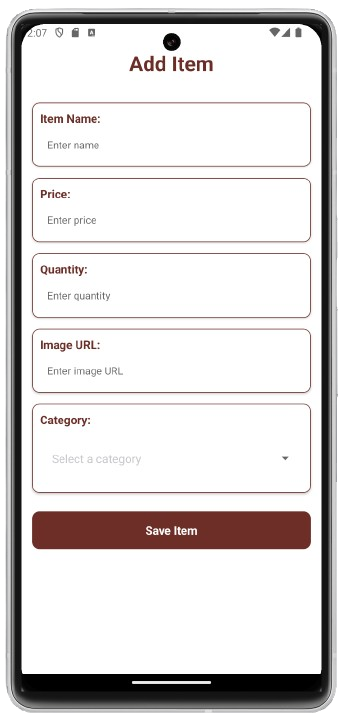 2:07
Add Item
Item Name:
Enter name
Price:
Enter price
Quantity:
Enter quantity
Image URL:
Enter image URL
Category:
Select a category
Save Item